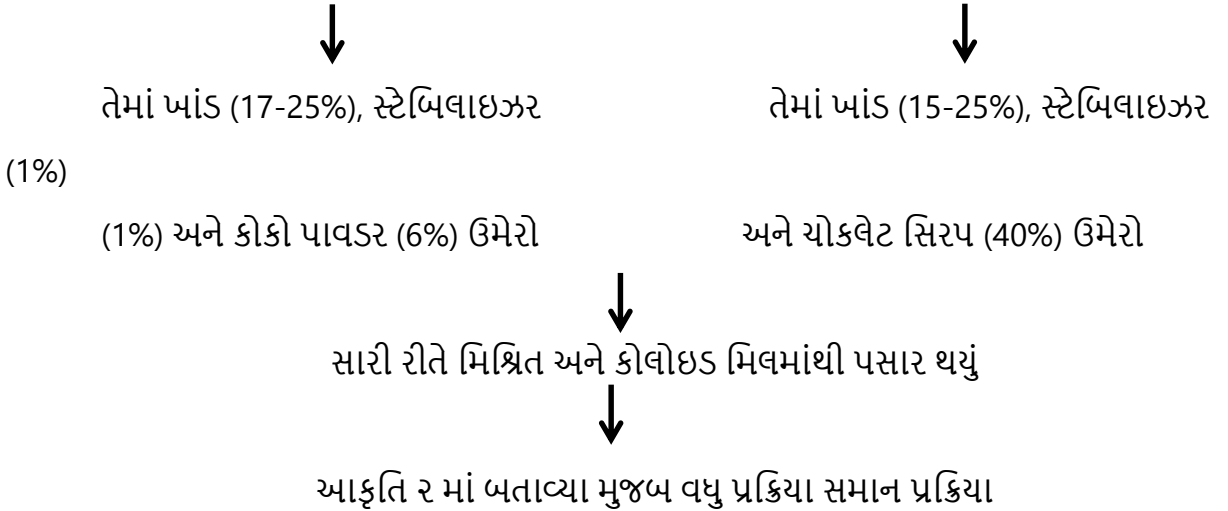 તેમાં ખાંડ (17-25%), સ્ટેબિલાઇઝર તેમાં ખાંડ (15-25%), સ્ટેબિલાઇઝર
(1%)
(1%) અને કોકો પાવડર (6%) ઉમેરો અને ચોકલેટ સિરપ (40%) ઉમેરો
સારી રીતે મિશ્રિત અને કોલોઇડ મિલમાંથી પસાર થયું
આકૃતિ ૨ માં બતાવ્યા મુજબ વધુ પ્રક્રિયા સમાન પ્રક્રિયા